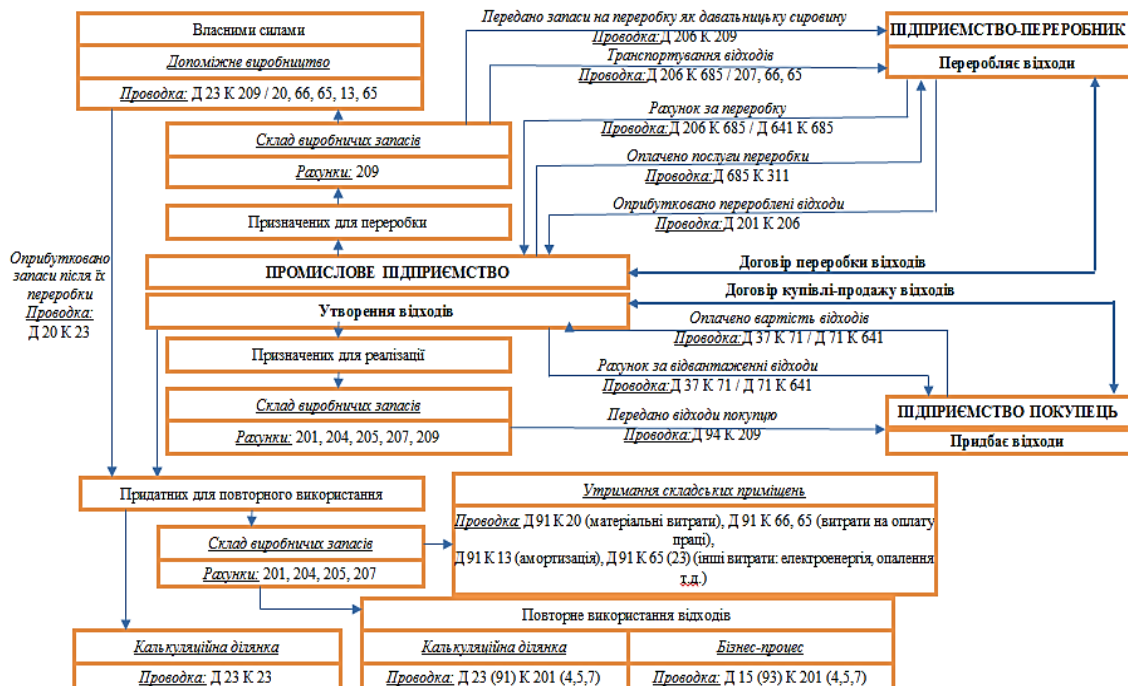 Власними силами
Допоміжне виробництво
Проводка: Д 23 К 209 / 20, 66, 65, 13, 65
Склад виробничих запасів
Рахунки: 209
Призначених для переробки
Передано запаси на переробку як давальницьку сировину
Проводка: Д 206 К 209
Транспортування відходів
Проводка: Д 206 К 685 / 207, 66, 65
Рахунок за переробку
Проводка: Д 206 К 685 / Д 641 К 685
Оплачено послуги переробки
Проводка: Д 685 К 311
Оприбутковано перероблені відходи
Проводка: Д 201 К 206
ПІДПРИЄМСТВО-ПЕРЕРОБНИК
Переробляє відходи
Оприбутковано
запаси після їх
переробки
Проводка:
Д 20 К 23
ПРОМИСЛОВЕ ПІДПРИЄМСТВО
Утворення відходів
Договір переробки відходів
Договір купівлі-продажу відходів
Оплачено вартість відходів
Проводка: Д 37 К 71 / Д 71 К 641
Рахунок за відвантаженні відходи
Проводка: Д 37 К 71 / Д 71 К 641
Передано відходи покупцю
Проводка: Д 94 К 209
Призначених для реалізації
Склад виробничих запасів
Рахунки: 201, 204, 205, 207, 209
ПІДПРИЄМСТВО ПОКУПЕЦЬ
Придбає відходи
Придатних для повторного використання
Склад виробничих запасів
Рахунки: 201, 204, 205, 207
Утримання складських приміщень
Проводка: Д 91 К 20 (матеріальні витрати), Д 91 К 66, 65 (витрати на оплату
праці),
Д 91 К 13 (амортизація), Д 91 К 65 (23) (інші витрати: електроенергія, опалення
т.д.)
Повторне використання відходів
Калькуляційна ділянка
Проводка: Д 23 К 23
Калькуляційна ділянка
Проводка: Д 23 (91) К 201 (4,5,7)
Бізнес-процес
Проводка: Д 15 (93) К 201 (4,5,7)